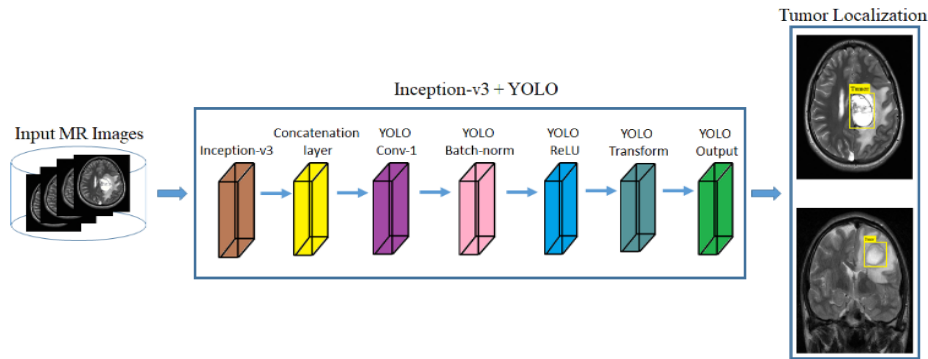 Tumor Localization
Inception-v3 + YOLO
Input MR Images
Inception-v3
Concatenation
layer
YOLO
Conv-1
YOLO
Batch-norm
YOLO
ReLU
YOLO
Transform
YOLO
Output
Tumor